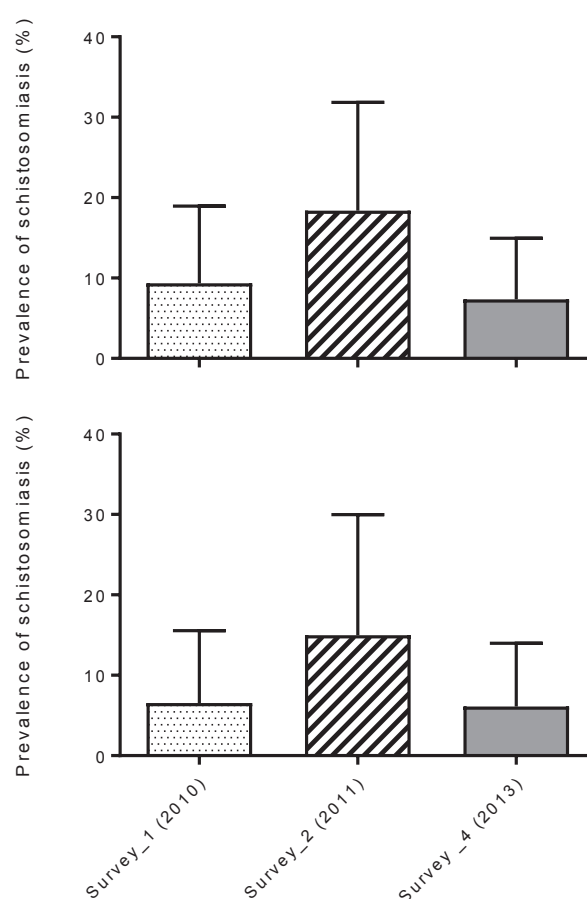 Prevalence of schistosomiasis (%)
40
30
20
10
0
Prevalence of schistosomiasis (%)
40
30
20
10
0
Survey_1 (2010)
Survey_2 (2011)
Survey _4 (2013)